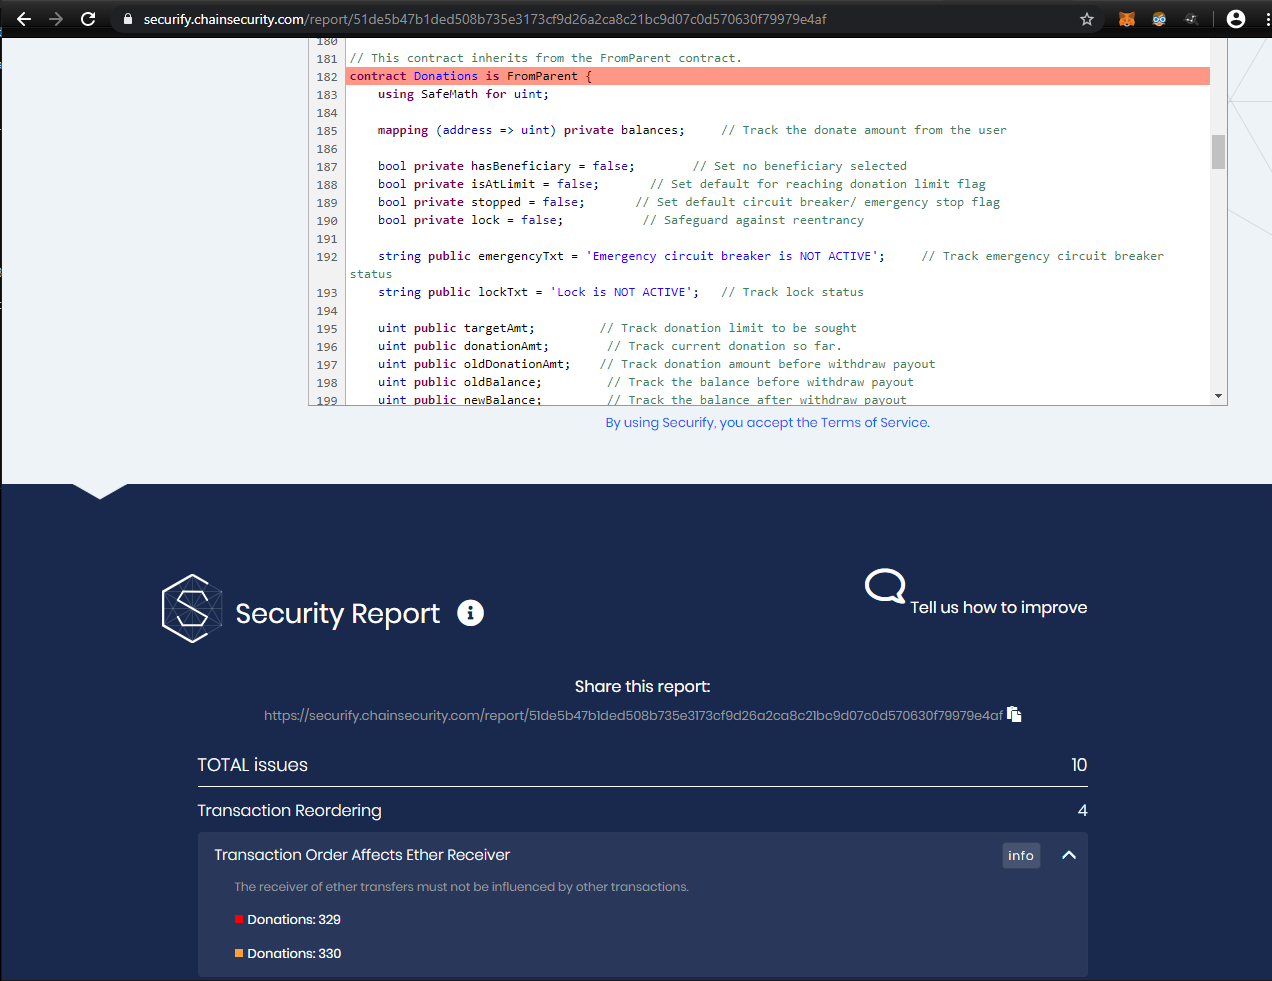 securify.chainsecurity.com/report/51de5b47b1ded508b735e3173cf9d26a2ca8c21bc9d07c0d570630f79979e4af
180
181 // This contract inherits from the FromParent contract.
182 contract Donations is FromParent {
183 using SafeMath for uint;
184
185 mapping (address => uint) private balances; // Track the donate amount from the user
186
187 bool private hasBeneficiary = false; // Set no beneficiary selected
188 bool private isAtLimit = false; // Set default for reaching donation limit flag
189 bool private stopped = false; // Set default circuit breaker/ emergency stop flag
190 bool private lock = false; // Safeguard against reentrancy
191
192 string public emergencyTxt = 'Emergency circuit breaker is NOT ACTIVE'; // Track emergency circuit breaker
status
193 string public lockTxt = 'Lock is NOT ACTIVE'; // Track lock status
194
195 uint public targetAmt; // Track donation limit to be sought
196 uint public donationAmt; // Track current donation so far.
197 uint public oldDonationAmt; // Track donation amount before withdraw payout
198 uint public oldBalance; // Track the balance before withdraw payout
199 uint public newBalance; // Track the balance after withdraw payout
By using Securify, you accept the Terms of Service.
Security Report
Tell us how to improve
Share this report:
https://securify.chainsecurity.com/report/51de5b47b1ded508b735e3173cf9d26a2ca8c21bc9d07c0d570630f79979e4af
TOTAL issues 10
Transaction Reordering 4
Transaction Order Affects Ether Receiver info
The receiver of ether transfers must not be influenced by other transactions.
Donations: 329
Donations: 330